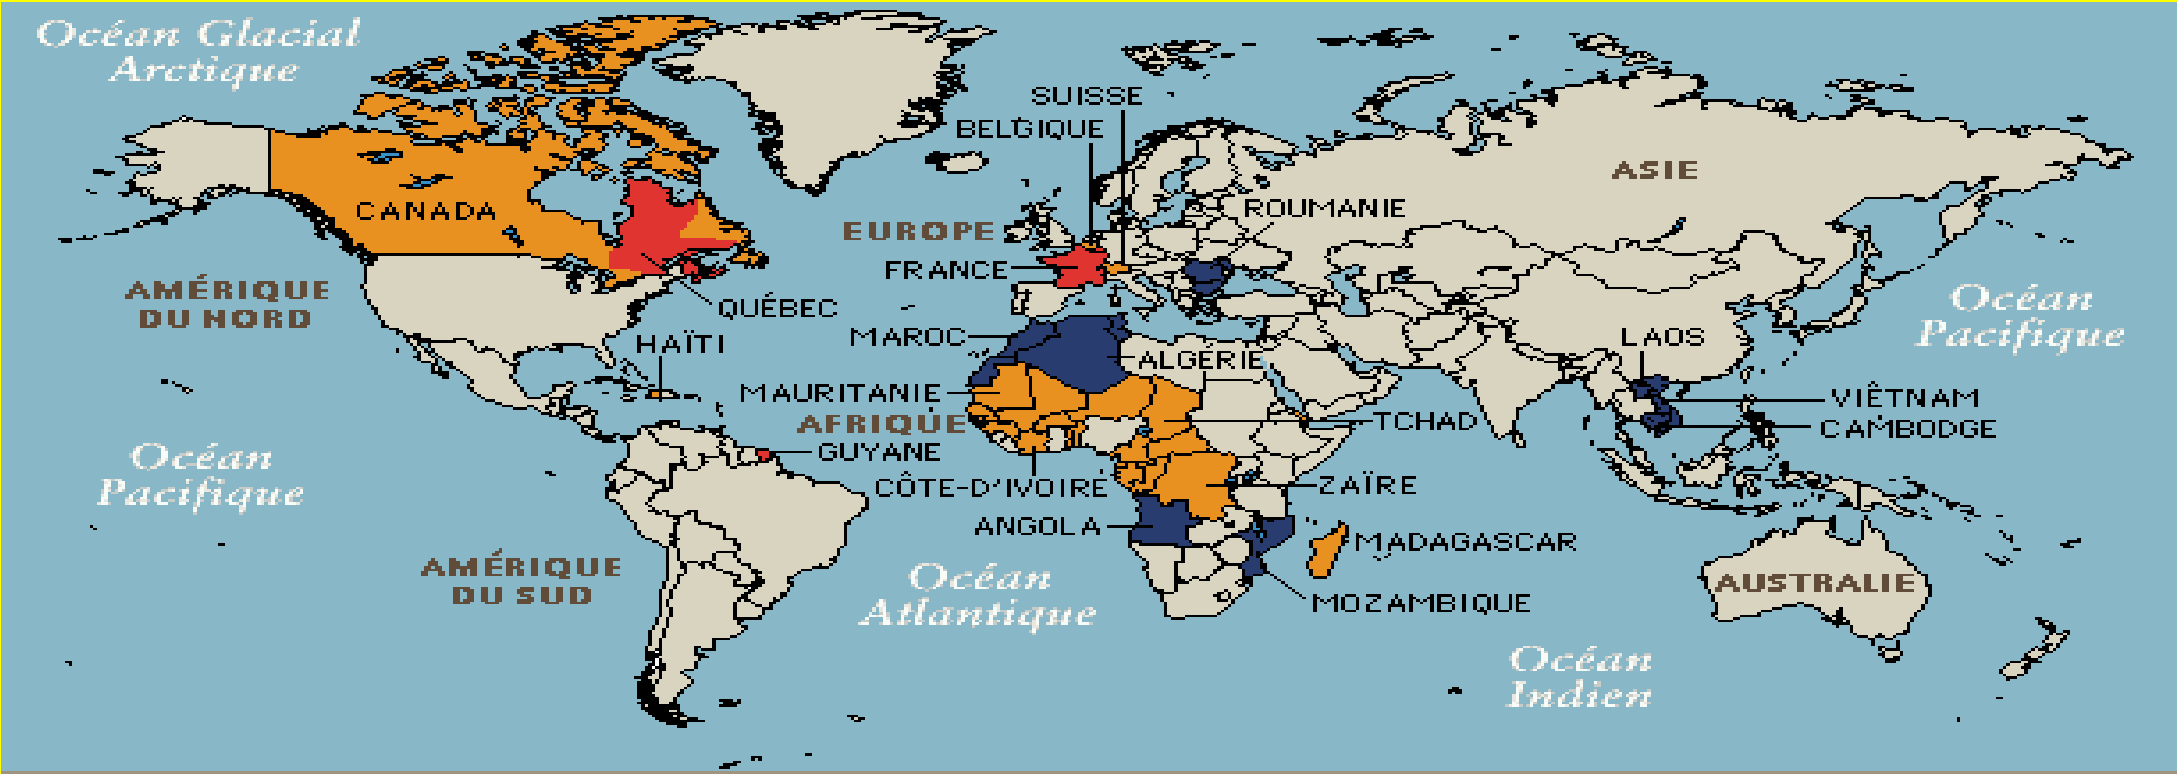 Océan Glacial
Arctique
SUISSE
BELGIQUE
ASIE
CANADA
ROUMANIE
EUROPE
FRANCE
AMÉRIQUE
DU NORD
QUÉBEC
Océan
Pacifique
HAÏTI
MAROC
ALGÉRIE
LAOS
MAURITANIE
VIÊTNAM
AFRIQUE
TCHAD
CAMBODGE
GUYANE
Océan
Pacifique
CÔTE-D'IVOIRE
ZAÏRE
ANGOLA
MADAGASCAR
AMÉRIQUE
DU SUD
Océan
Atlantique
AUSTRALIE
MOZAMBIQUE
Océan
Indien